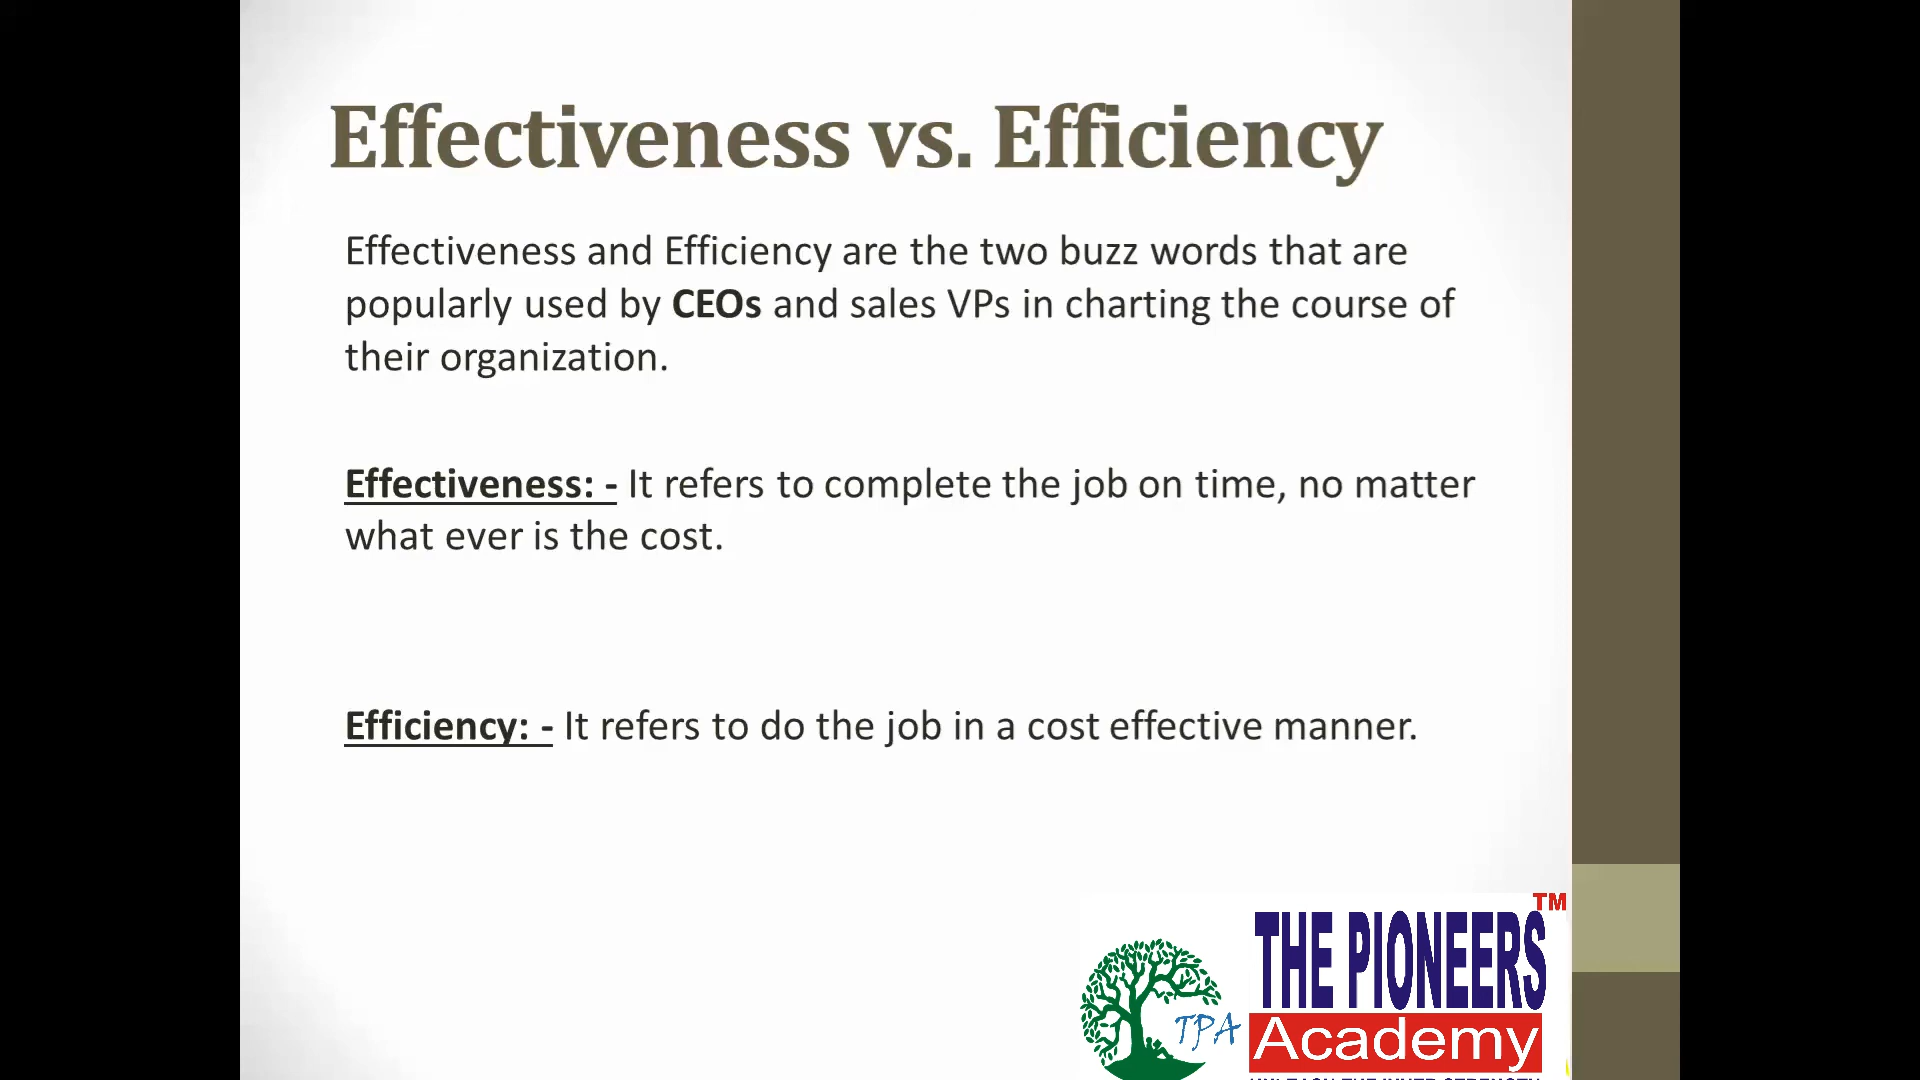 Effectiveness vs. Efficiency
Effectiveness and Efficiency are the two buzz words that are
popularly used by CEOs and sales VPs in charting the course of
their organization.
Effectiveness: - It refers to complete the job on time, no matter
what ever is the cost.
Efficiency: - It refers to do the job in a cost effective manner.
TM
THE PIONEERS
TPA
Academy